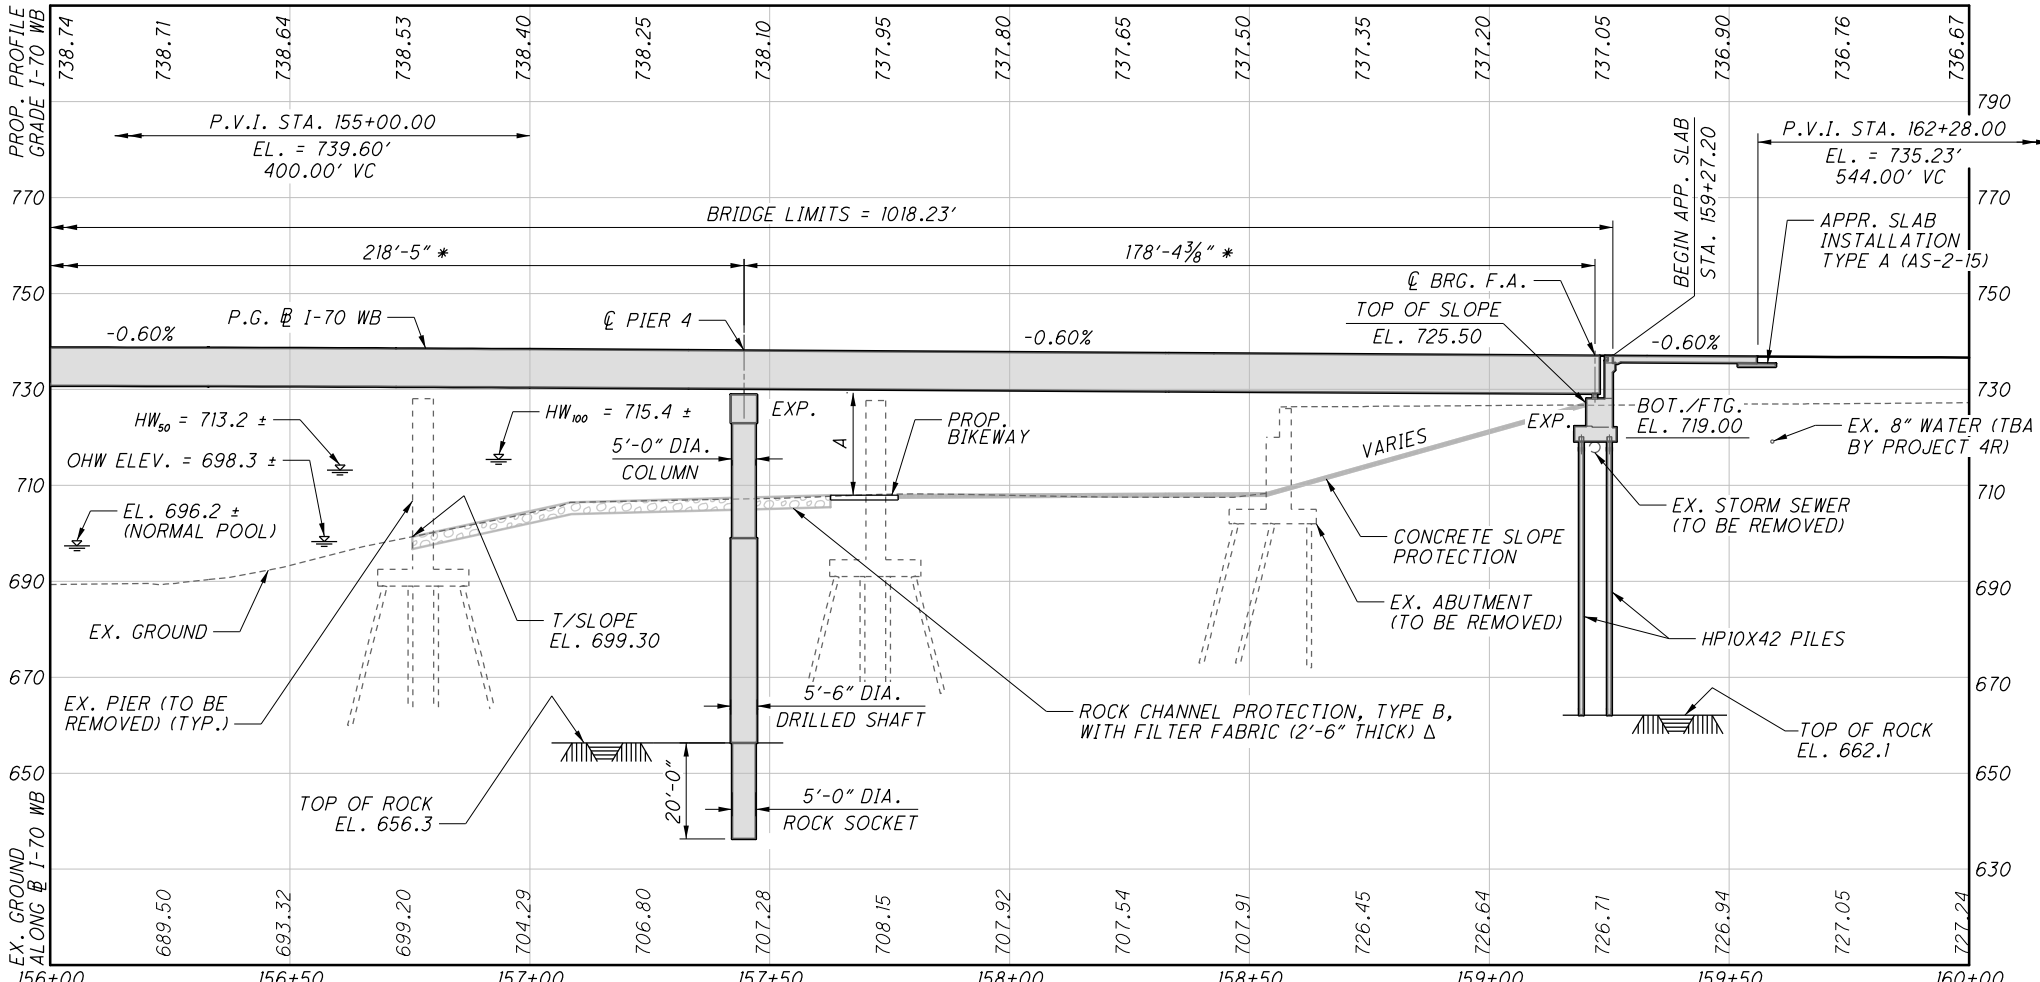 PROP. PROFILE
GRADE I-70 WB
738.74
738.71
738.64
738.53
738.40
738.25
738.10
737.95
737.80
737.65
737.50
737.35
737.20
737.05
736.90
736.76
736.67
790
P.V.I. STA. 155+00.00
EL. = 739.60'
400.00' VC
BEGIN APP. SLAB
STA. 159+27.20
P.V.I. STA. 162+28.00
EL. = 735.23'
544.00' VC
770
770
BRIDGE LIMITS = 1018.23'
APPR. SLAB
INSTALLATION
TYPE A (AS-2-15)
218'-5" *
178'-4⅜" *
750
750
℄ BRG. F.A.
TOP OF SLOPE
EL. 725.50
P.G. ⅊ I-70 WB
℄ PIER 4
-0.60%
-0.60%
-0.60%
730
730
HW50 = 713.2 ±
HW100 = 715.4 ±
EXP.
A
PROP.
BIKEWAY
EXP.
BOT./FTG.
EL. 719.00
EX. 8" WATER (TBA
BY PROJECT 4R)
OHW ELEV. = 698.3 ±
5'-0" DIA.
COLUMN
VARIES
710
710
EL. 696.2 ±
(NORMAL POOL)
EX. STORM SEWER
(TO BE REMOVED)
CONCRETE SLOPE
PROTECTION
690
690
EX. GROUND
T/SLOPE
EL. 699.30
EX. ABUTMENT
(TO BE REMOVED)
HP10X42 PILES
670
670
EX. PIER (TO BE
REMOVED) (TYP.)
5'-6" DIA.
DRILLED SHAFT
ROCK CHANNEL PROTECTION, TYPE B,
WITH FILTER FABRIC (2'-6" THICK) Δ
TOP OF ROCK
EL. 662.1
650
650
TOP OF ROCK
EL. 656.3
20'-0"
5'-0" DIA.
ROCK SOCKET
630
EX. GROUND
ALONG ⅊ I-70 WB
689.50
693.32
699.20
704.29
706.80
707.28
708.15
707.92
707.54
707.91
726.45
726.64
726.71
726.94
727.05
727.24
156+00
156+50
157+00
157+50
158+00
158+50
159+00
159+50
160+00